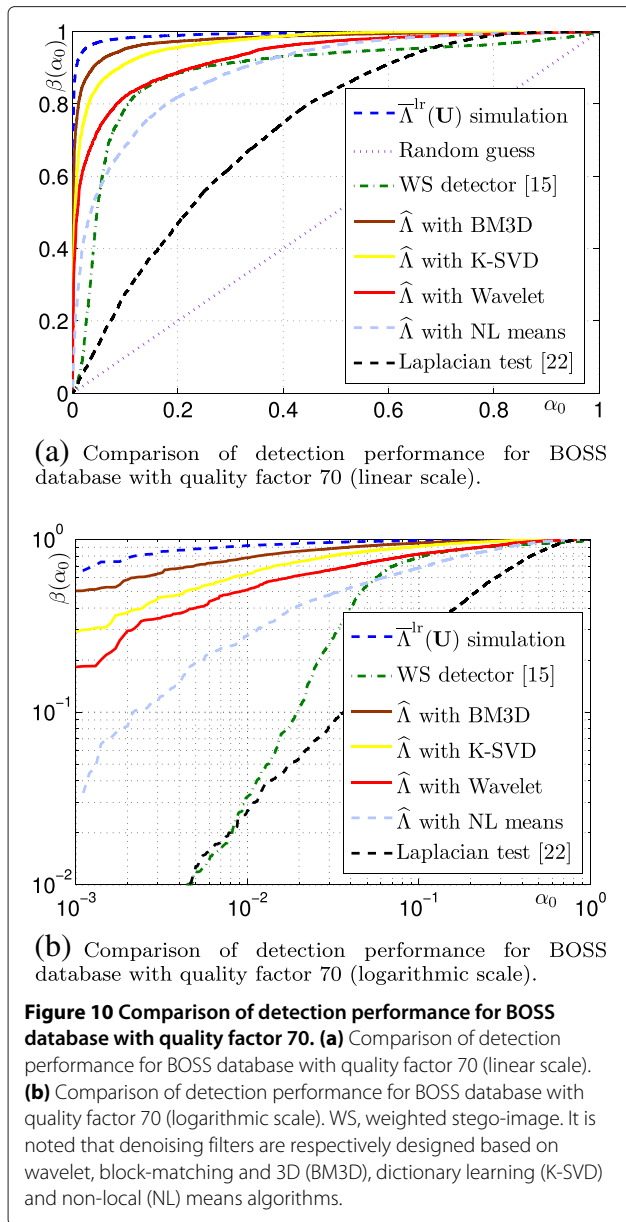 β(α₀)
1
0.8
0.6
0.4
0.2
0
0
0.2
0.4
0.6
0.8
1
α₀
Λ̅ˡʳ(U) simulation
Random guess
WS detector [15]
Λ̂ with BM3D
Λ̂ with K-SVD
Λ̂ with Wavelet
Λ̂ with NL means
Laplacian test [22]
(a) Comparison of detection performance for BOSS
database with quality factor 70 (linear scale).
β(α₀)
10⁰
10⁻¹
10⁻²
10⁻³
10⁻²
10⁻¹
10⁰
α₀
Λ̅ˡʳ(U) simulation
WS detector [15]
Λ̂ with BM3D
Λ̂ with K-SVD
Λ̂ with Wavelet
Λ̂ with NL means
Laplacian test [22]
(b) Comparison of detection performance for BOSS
database with quality factor 70 (logarithmic scale).
Figure 10 Comparison of detection performance for BOSS
database with quality factor 70. (a) Comparison of detection
performance for BOSS database with quality factor 70 (linear scale).
(b) Comparison of detection performance for BOSS database with
quality factor 70 (logarithmic scale). WS, weighted stego-image. It is
noted that denoising filters are respectively designed based on
wavelet, block-matching and 3D (BM3D), dictionary learning (K-SVD)
and non-local (NL) means algorithms.